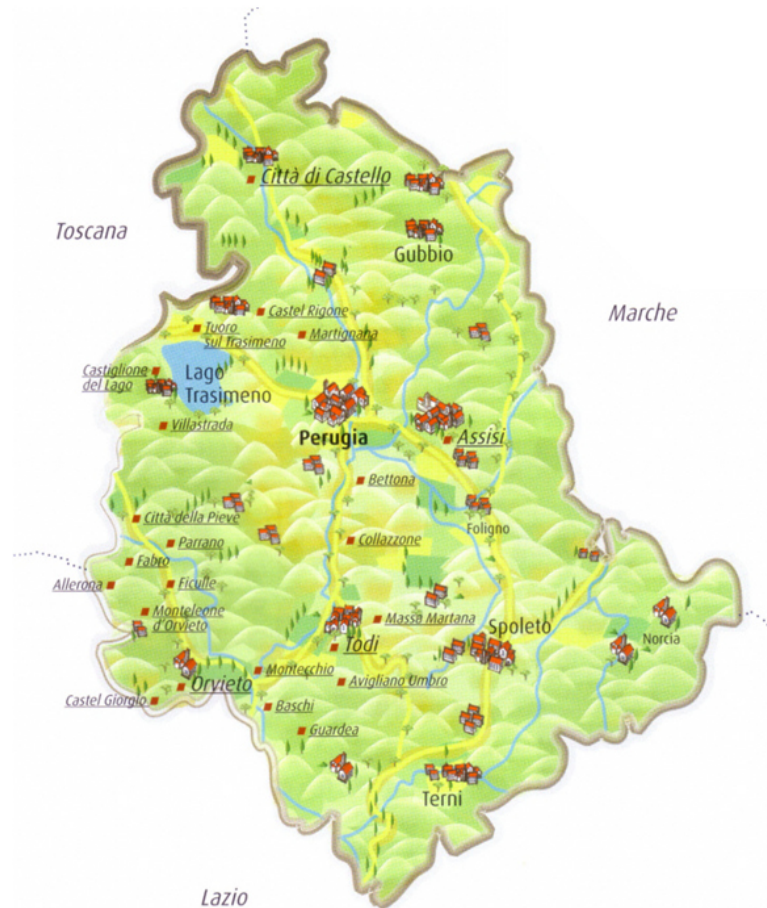 Città di Castello
Toscana
Gubbio
Marche
Castel Rigone
Tuoro
sul Trasimeno
Martignana
Castiglione
del Lago
Lago
Trasimeno
Villastrada
Perugia
Assisi
Bettona
Città della Pieve
Foligno
Parrano
Collazzone
Fabro
Allerona
Ficulle
Monteleone
d'Orvieto
Massa Martana
Spoleto
Todi
Norcia
Montecchio
Orvieto
Avigliano Umbro
Castel Giorgio
Baschi
Guardea
Terni
Lazio